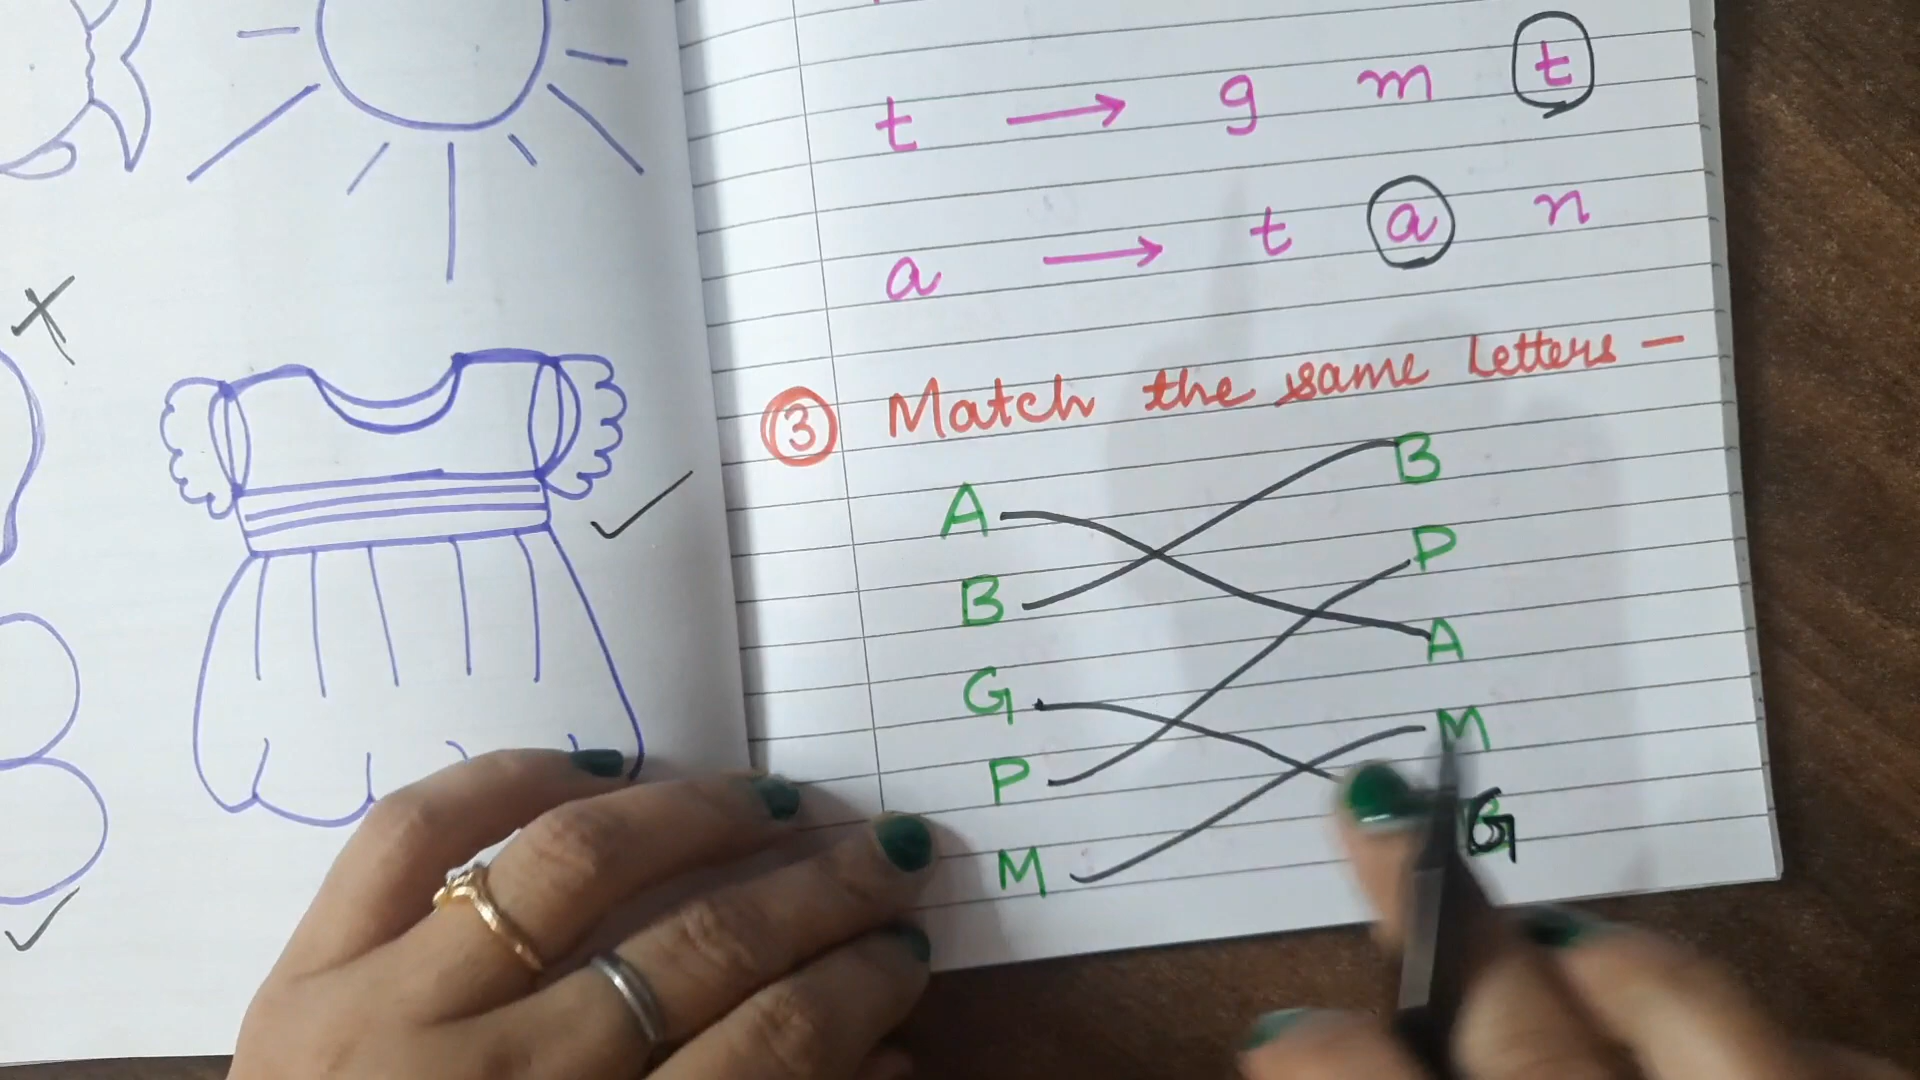 t → g m t
a → t a n
③ Match the same letters –
A B
B P
G A
P M
M G